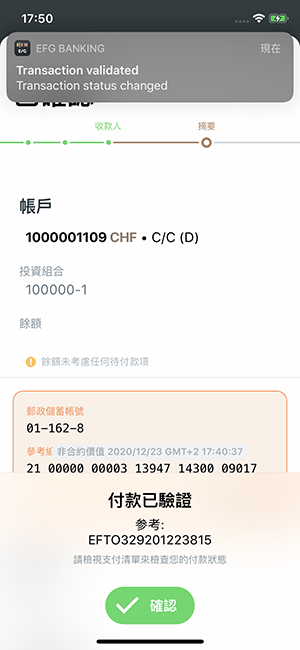 17:50
EFG BANKING
現在
Transaction validated
Transaction status changed
收款人
摘要
帳戶
1000001109 CHF • C/C (D)
投資組合
100000-1
餘額
餘額未考慮任何待付款項
郵政儲蓄帳號
01-162-8
非合約價值 2020/12/23 GMT+2 17:40:37
21 00000 00003 13947 14300 09017
付款已驗證
參考:
EFTO329201223815
請檢視支付清單來檢查您的付款狀態
確認